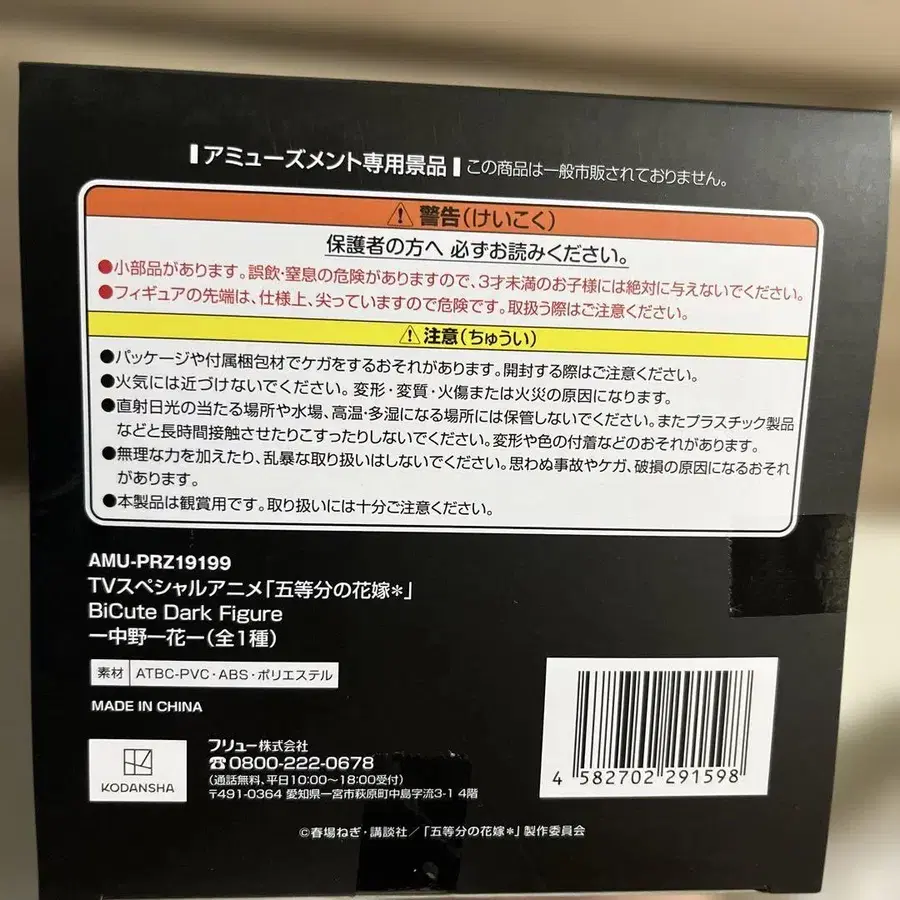 アミューズメント専用景品 この商品は一般市販されておりません。
⚠警告(けいこく)
保護者の方へ 必ずお読みください。
●小部品があります。誤飲・窒息の危険がありますので、3才未満のお子様には絶対に与えないでください。
●フィギュアの先端は、仕様上、尖っていますので危険です。取扱う際はご注意ください。
⚠注意(ちゅうい)
●パッケージや付属梱包材でケガをするおそれがあります。開封する際はご注意ください。
●火気には近づけないでください。変形・変質・火傷または火災の原因になります。
●直射日光の当たる場所や水場、高温・多湿になる場所には保管しないでください。またプラスチック製品
などと長時間接触させたりこすったりしないでください。変形や色の付着などのおそれがあります。
●無理な力を加えたり、乱暴な取り扱いはしないでください。思わぬ事故やケガ、破損の原因になるおそれ
があります。
●本製品は観賞用です。取り扱いには十分ご注意ください。
AMU-PRZ19199
TVスペシャルアニメ「五等分の花嫁*」
BiCute Dark Figure
ー中野一花ー(全1種)
素材 ATBC-PVC・ABS・ポリエステル
MADE IN CHINA
KODANSHA
フリュー株式会社
☎0800-222-0678
(通話無料、平日10:00~18:00受付)
〒491-0364 愛知県一宮市萩原町中島字流3-1 4階
4 582702 291598
©春場ねぎ・講談社/「五等分の花嫁*」製作委員会